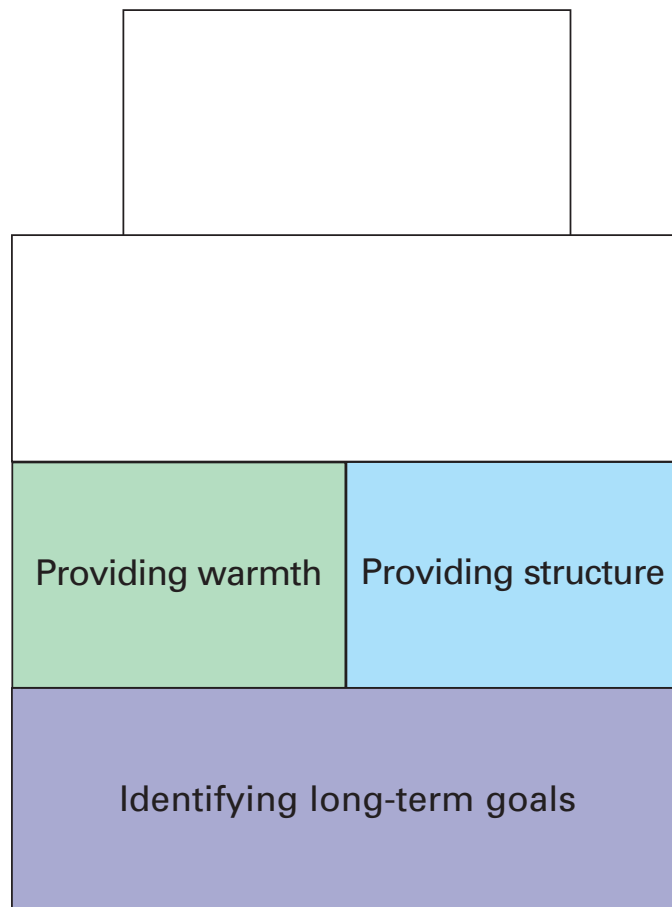 Providing warmth
Providing structure
Identifying long-term goals